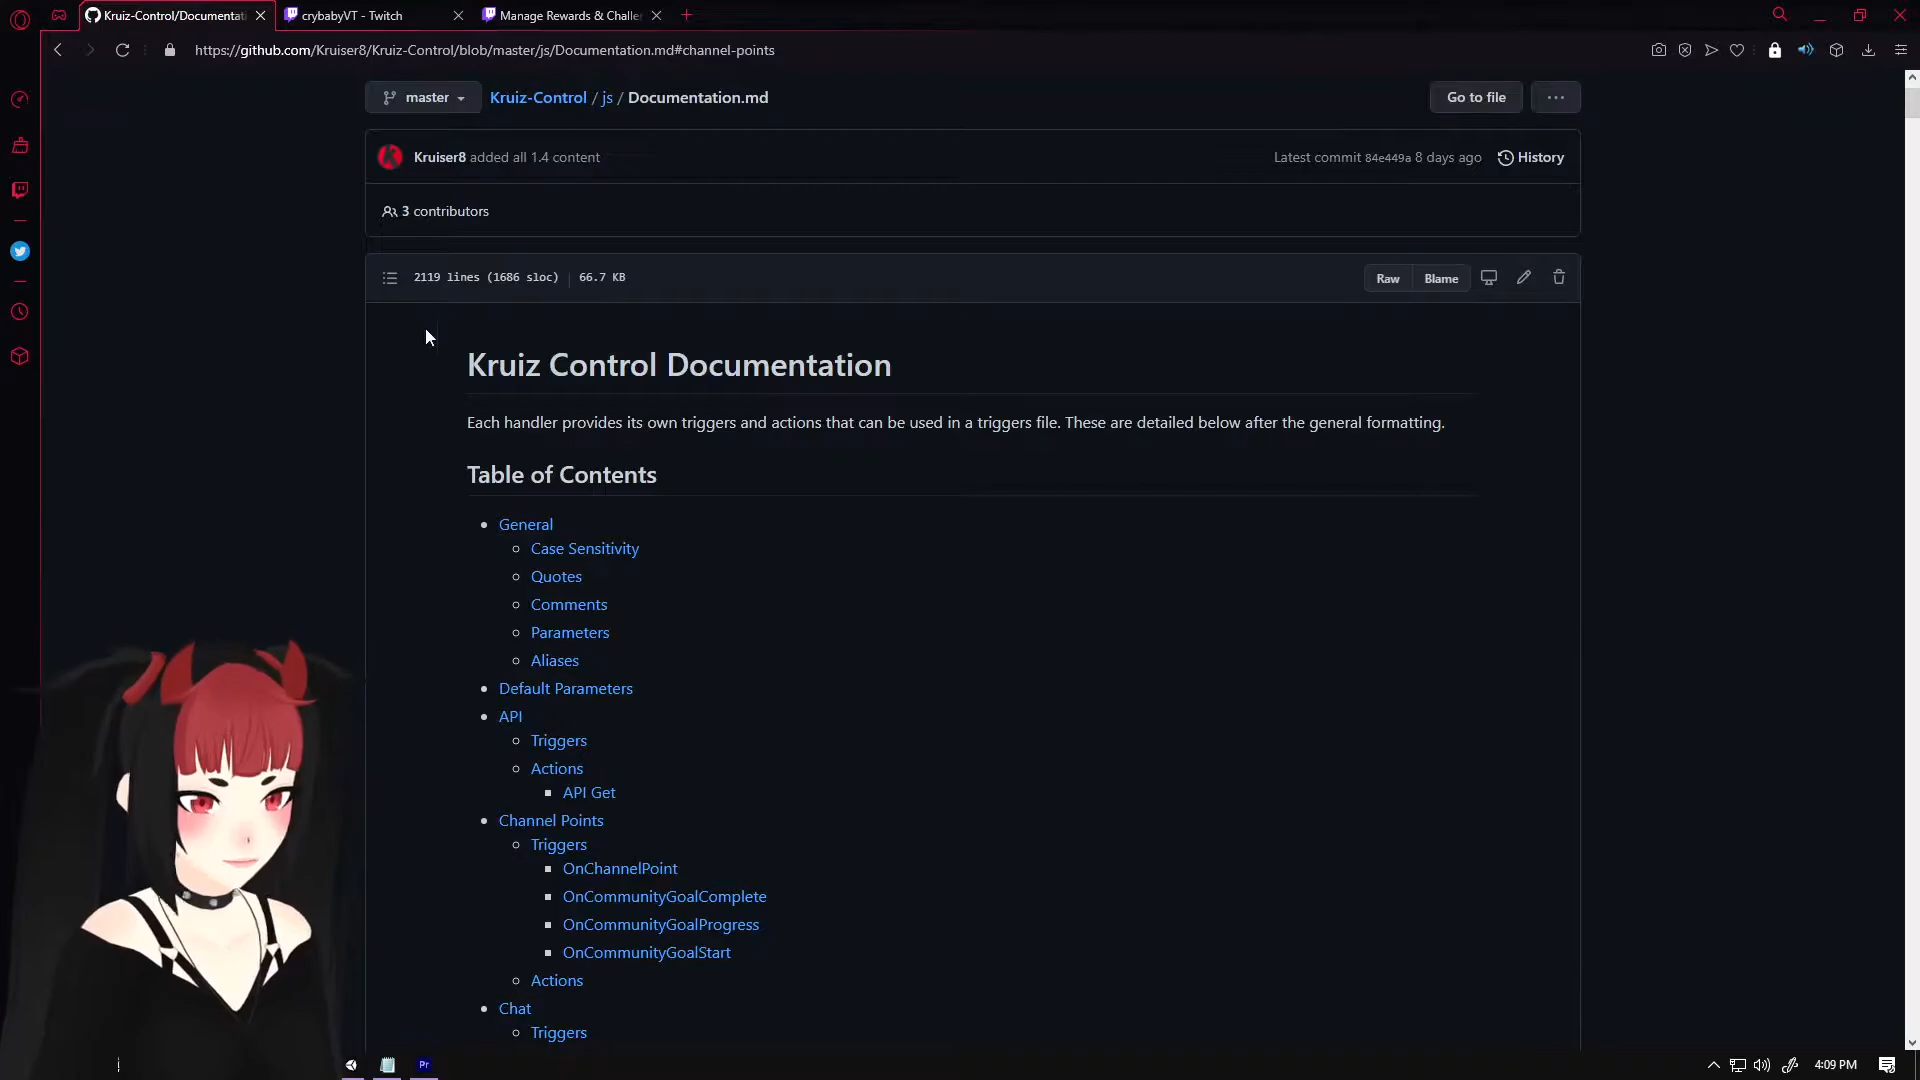 Kruiz-Control/Documentati
crybabyVT - Twitch
Manage Rewards & Challe
https://github.com/Kruiser8/Kruiz-Control/blob/master/js/Documentation.md#channel-points
master
Kruiz-Control / js / Documentation.md
Go to file
Kruiser8 added all 1.4 content
Latest commit 84e449a 8 days ago
History
3 contributors
2119 lines (1686 sloc) | 66.7 KB
Raw
Blame
Kruiz Control Documentation
Each handler provides its own triggers and actions that can be used in a triggers file. These are detailed below after the general formatting.
Table of Contents
General
Case Sensitivity
Quotes
Comments
Parameters
Aliases
Default Parameters
API
Triggers
Actions
API Get
Channel Points
Triggers
OnChannelPoint
OnCommunityGoalComplete
OnCommunityGoalProgress
OnCommunityGoalStart
Actions
Chat
Triggers
Pr
4:09 PM